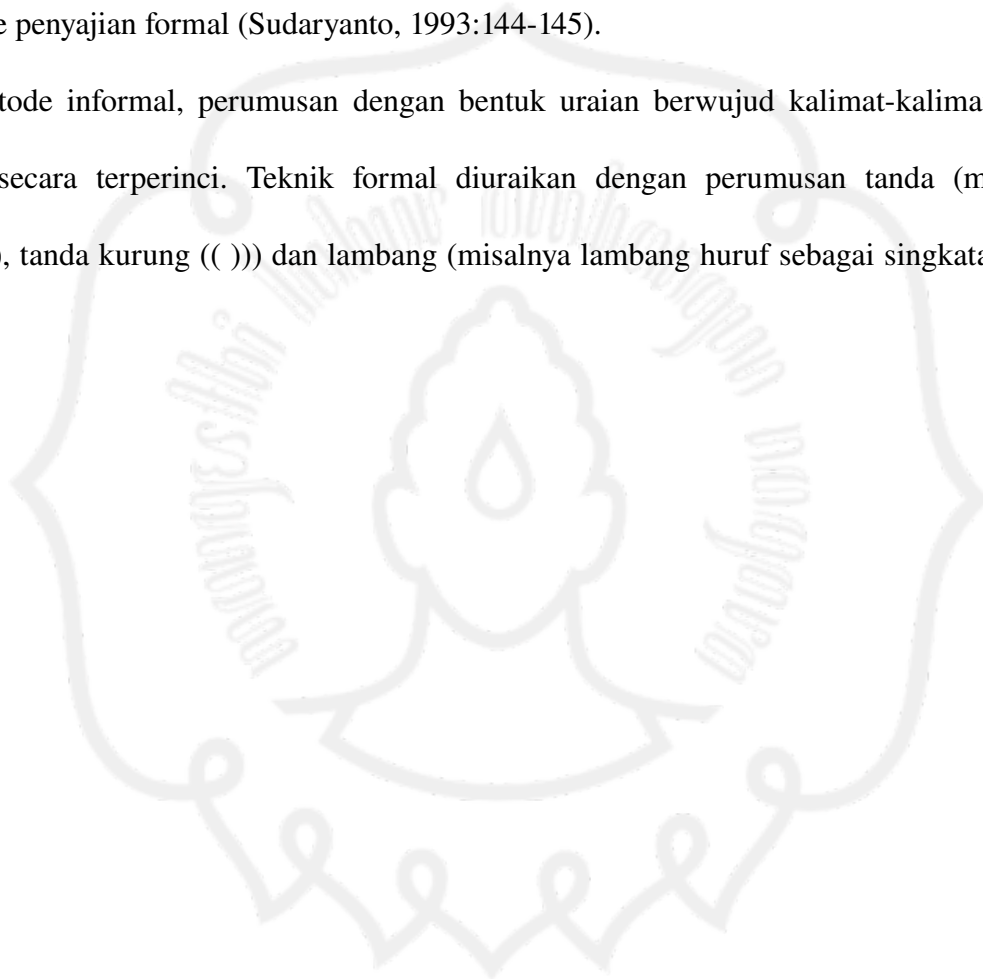 e penyajian formal (Sudaryanto, 1993:144-145).
tode informal, perumusan dengan bentuk uraian berwujud kalimat-kalima
secara terperinci. Teknik formal diuraikan dengan perumusan tanda (m
), tanda kurung (( ))) dan lambang (misalnya lambang huruf sebagai singkata